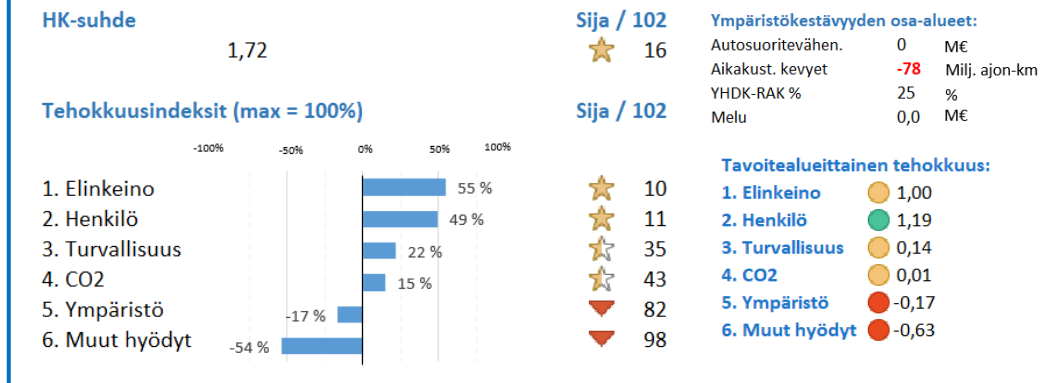 HK-suhde
Sija / 102
1,72
16
Tehokkuusindeksit (max = 100%)
Sija / 102
-100% -50% 0% 50% 100%
1. Elinkeino 55 % 10
2. Henkilö 49 % 11
3. Turvallisuus 22 % 35
4. CO2 15 % 43
5. Ympäristö -17 % 82
6. Muut hyödyt -54 % 98
Ympäristökestävyyden osa-alueet:
Autosuoritevähen. 0 M€
Aikakust. kevyet -78 Milj. ajon-km
YHDK-RAK % 25 %
Melu 0,0 M€
Tavoitealueittainen tehokkuus:
1. Elinkeino 1,00
2. Henkilö 1,19
3. Turvallisuus 0,14
4. CO2 0,01
5. Ympäristö -0,17
6. Muut hyödyt -0,63